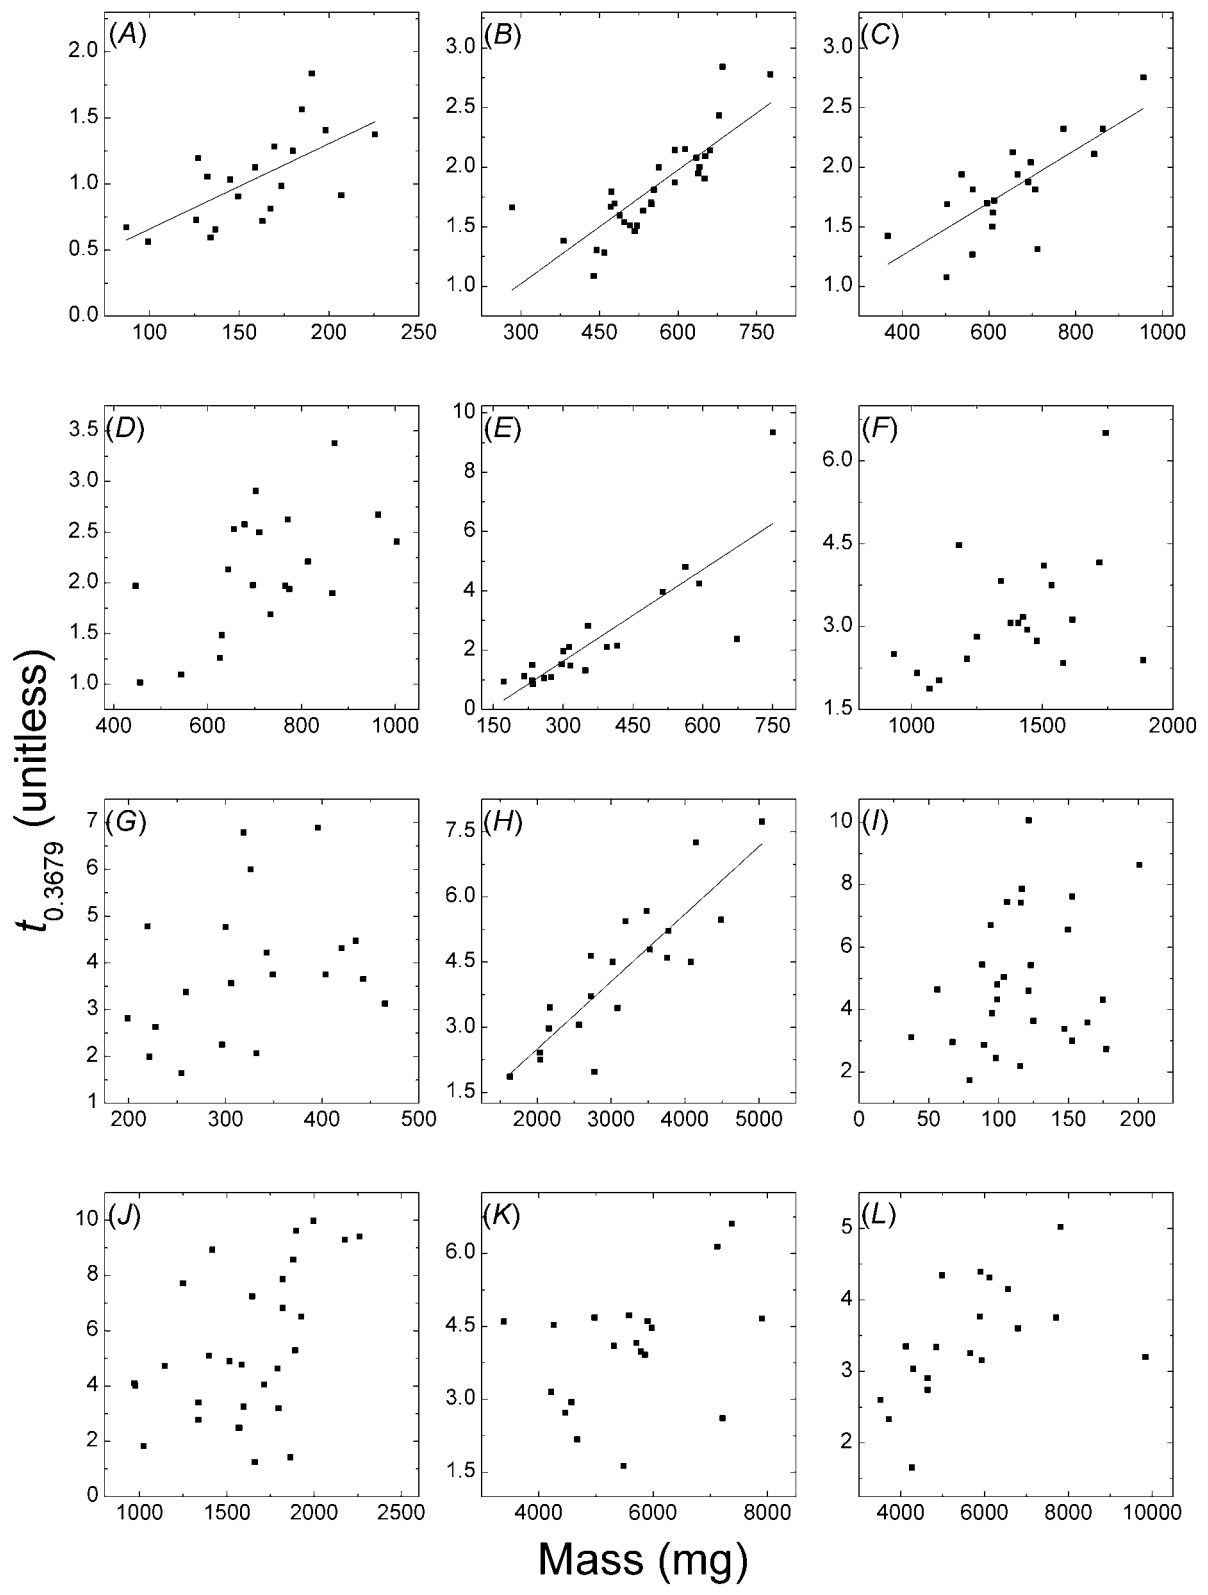 (A)
2.0
1.5
1.0
0.5
0.0
100 150 200 250
(B)
3.0
2.5
2.0
1.5
1.0
300 450 600 750
(C)
3.0
2.5
2.0
1.5
1.0
400 600 800 1000
(D)
3.5
3.0
2.5
2.0
1.5
1.0
400 600 800 1000
(E)
10
8
6
4
2
0
150 300 450 600 750
(F)
6.0
4.5
3.0
1.5
1000 1500 2000
t0.3679 (unitless)
(G)
7
6
5
4
3
2
1
200 300 400 500
(H)
7.5
6.0
4.5
3.0
1.5
2000 3000 4000 5000
(I)
10
8
6
4
2
0 50 100 150 200
(J)
10
8
6
4
2
0
1000 1500 2000 2500
(K)
6.0
4.5
3.0
1.5
4000 6000 8000
(L)
5
4
3
2
4000 6000 8000 10000
Mass (mg)